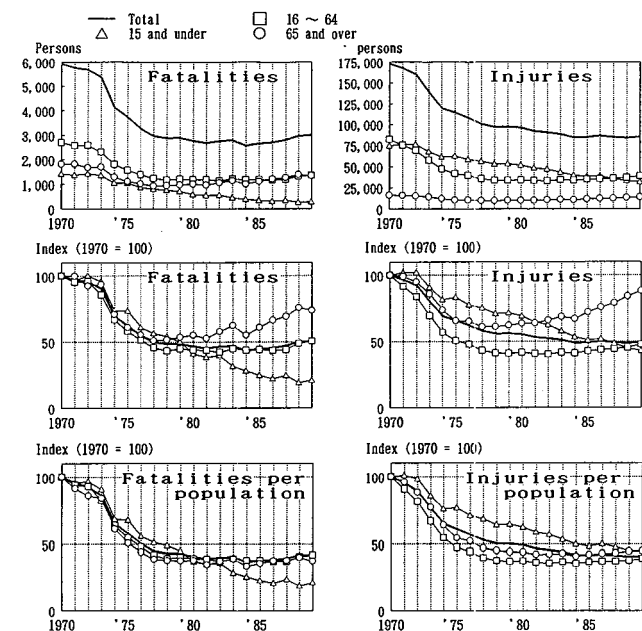 Total 16 ~ 64
15 and under 65 and over
Persons
Fatalities
6,000
5,000
4,000
3,000
2,000
1,000
0
1970 '75 '80 '85
persons
Injuries
175,000
150,000
125,000
100,000
75,000
50,000
25,000
0
1970 '75 '80 '85
Index (1970 = 100)
Fatalities
100
50
0
1970 '75 '85
Index (1970 = 100)
Injuries
100
50
0
1970 '75 '85
Index (1970 = 100)
Fatalities per
population
100
50
0
1970 '75 '85
Index (1970 = 100)
Injuries per
population
100
50
0
1970 '75 '85